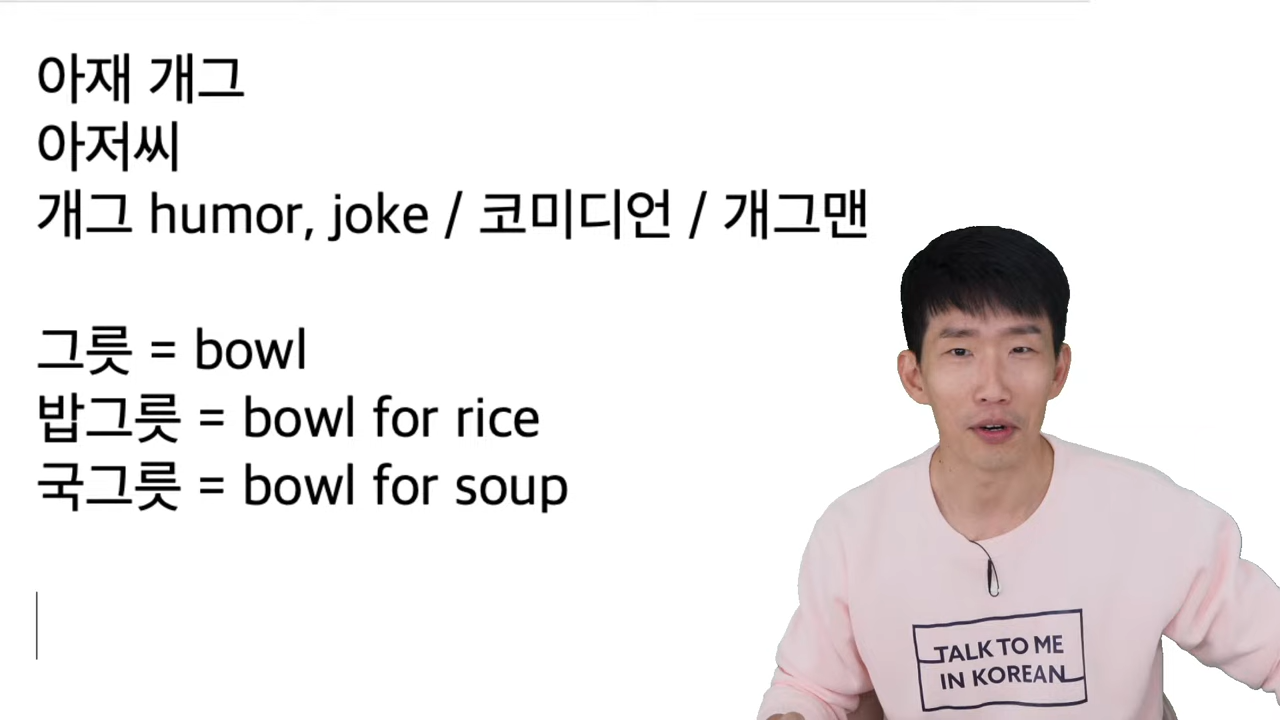 아재 개그
아저씨
개그 humor, joke / 코미디언 / 개그맨
그릇 = bowl
밥그릇 = bowl for rice
국그릇 = bowl for soup
TALK TO ME
IN KOREAN